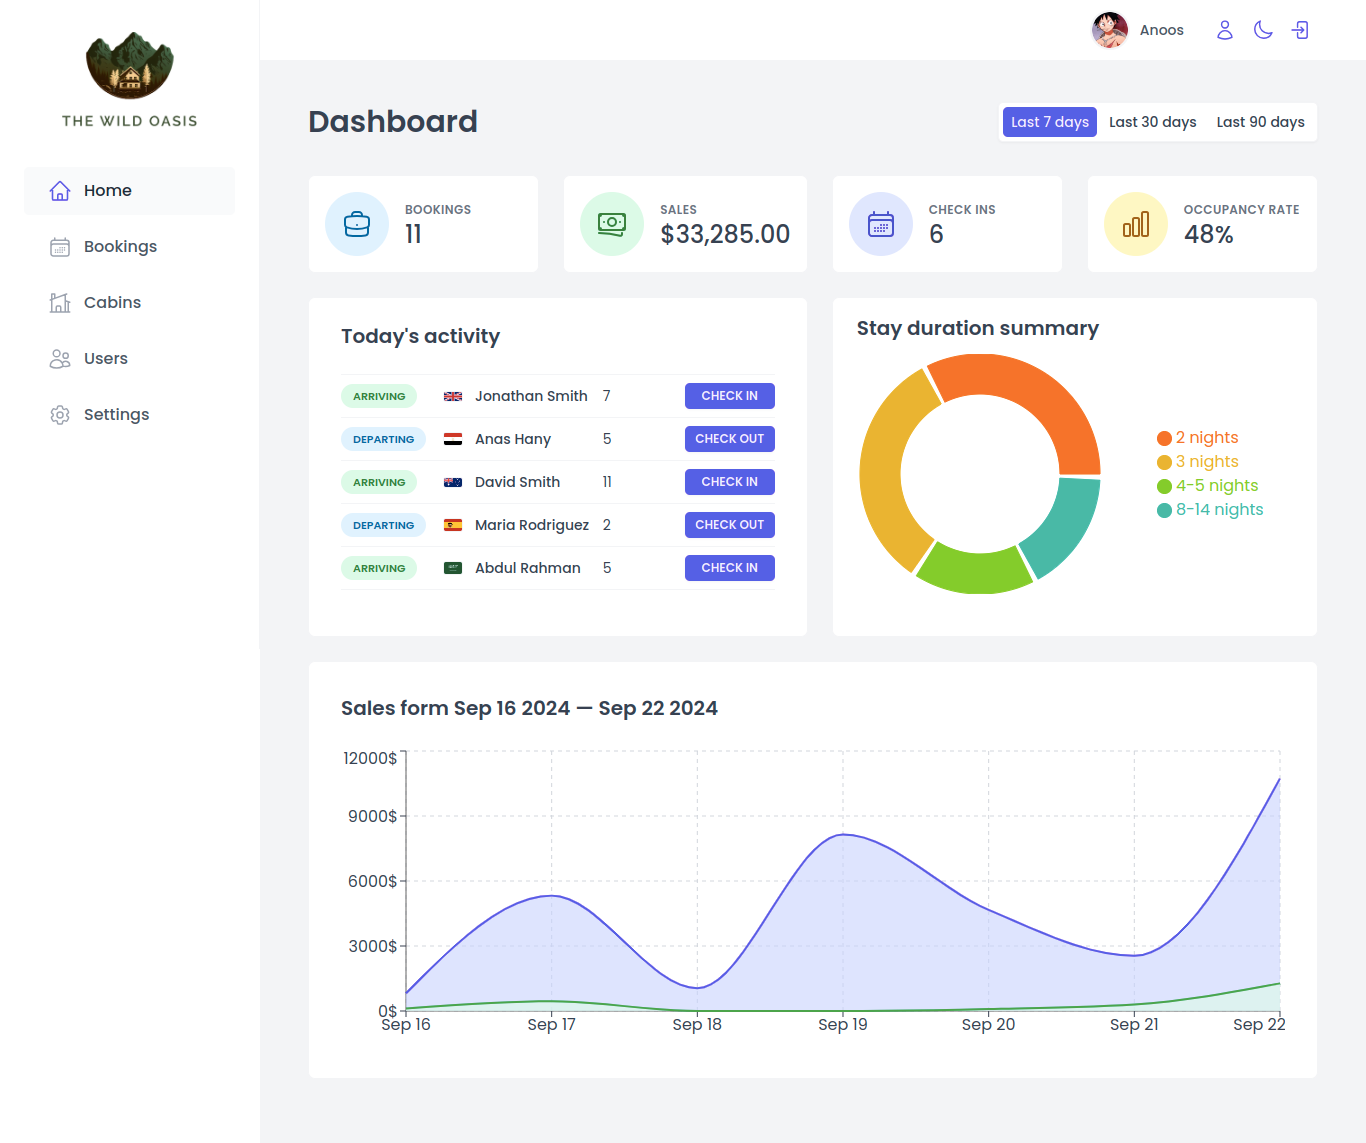 THE WILD OASIS
Home
Bookings
Cabins
Users
Settings
Anoos
Dashboard
Last 7 days Last 30 days Last 90 days
BOOKINGS
11
SALES
$33,285.00
CHECK INS
6
OCCUPANCY RATE
48%
Today's activity
ARRIVING Jonathan Smith 7 CHECK IN
DEPARTING Anas Hany 5 CHECK OUT
ARRIVING David Smith 11 CHECK IN
DEPARTING Maria Rodriguez 2 CHECK OUT
ARRIVING Abdul Rahman 5 CHECK IN
Stay duration summary
2 nights
3 nights
4-5 nights
8-14 nights
Sales form Sep 16 2024 — Sep 22 2024
12000$
9000$
6000$
3000$
0$
Sep 16 Sep 17 Sep 18 Sep 19 Sep 20 Sep 21 Sep 22